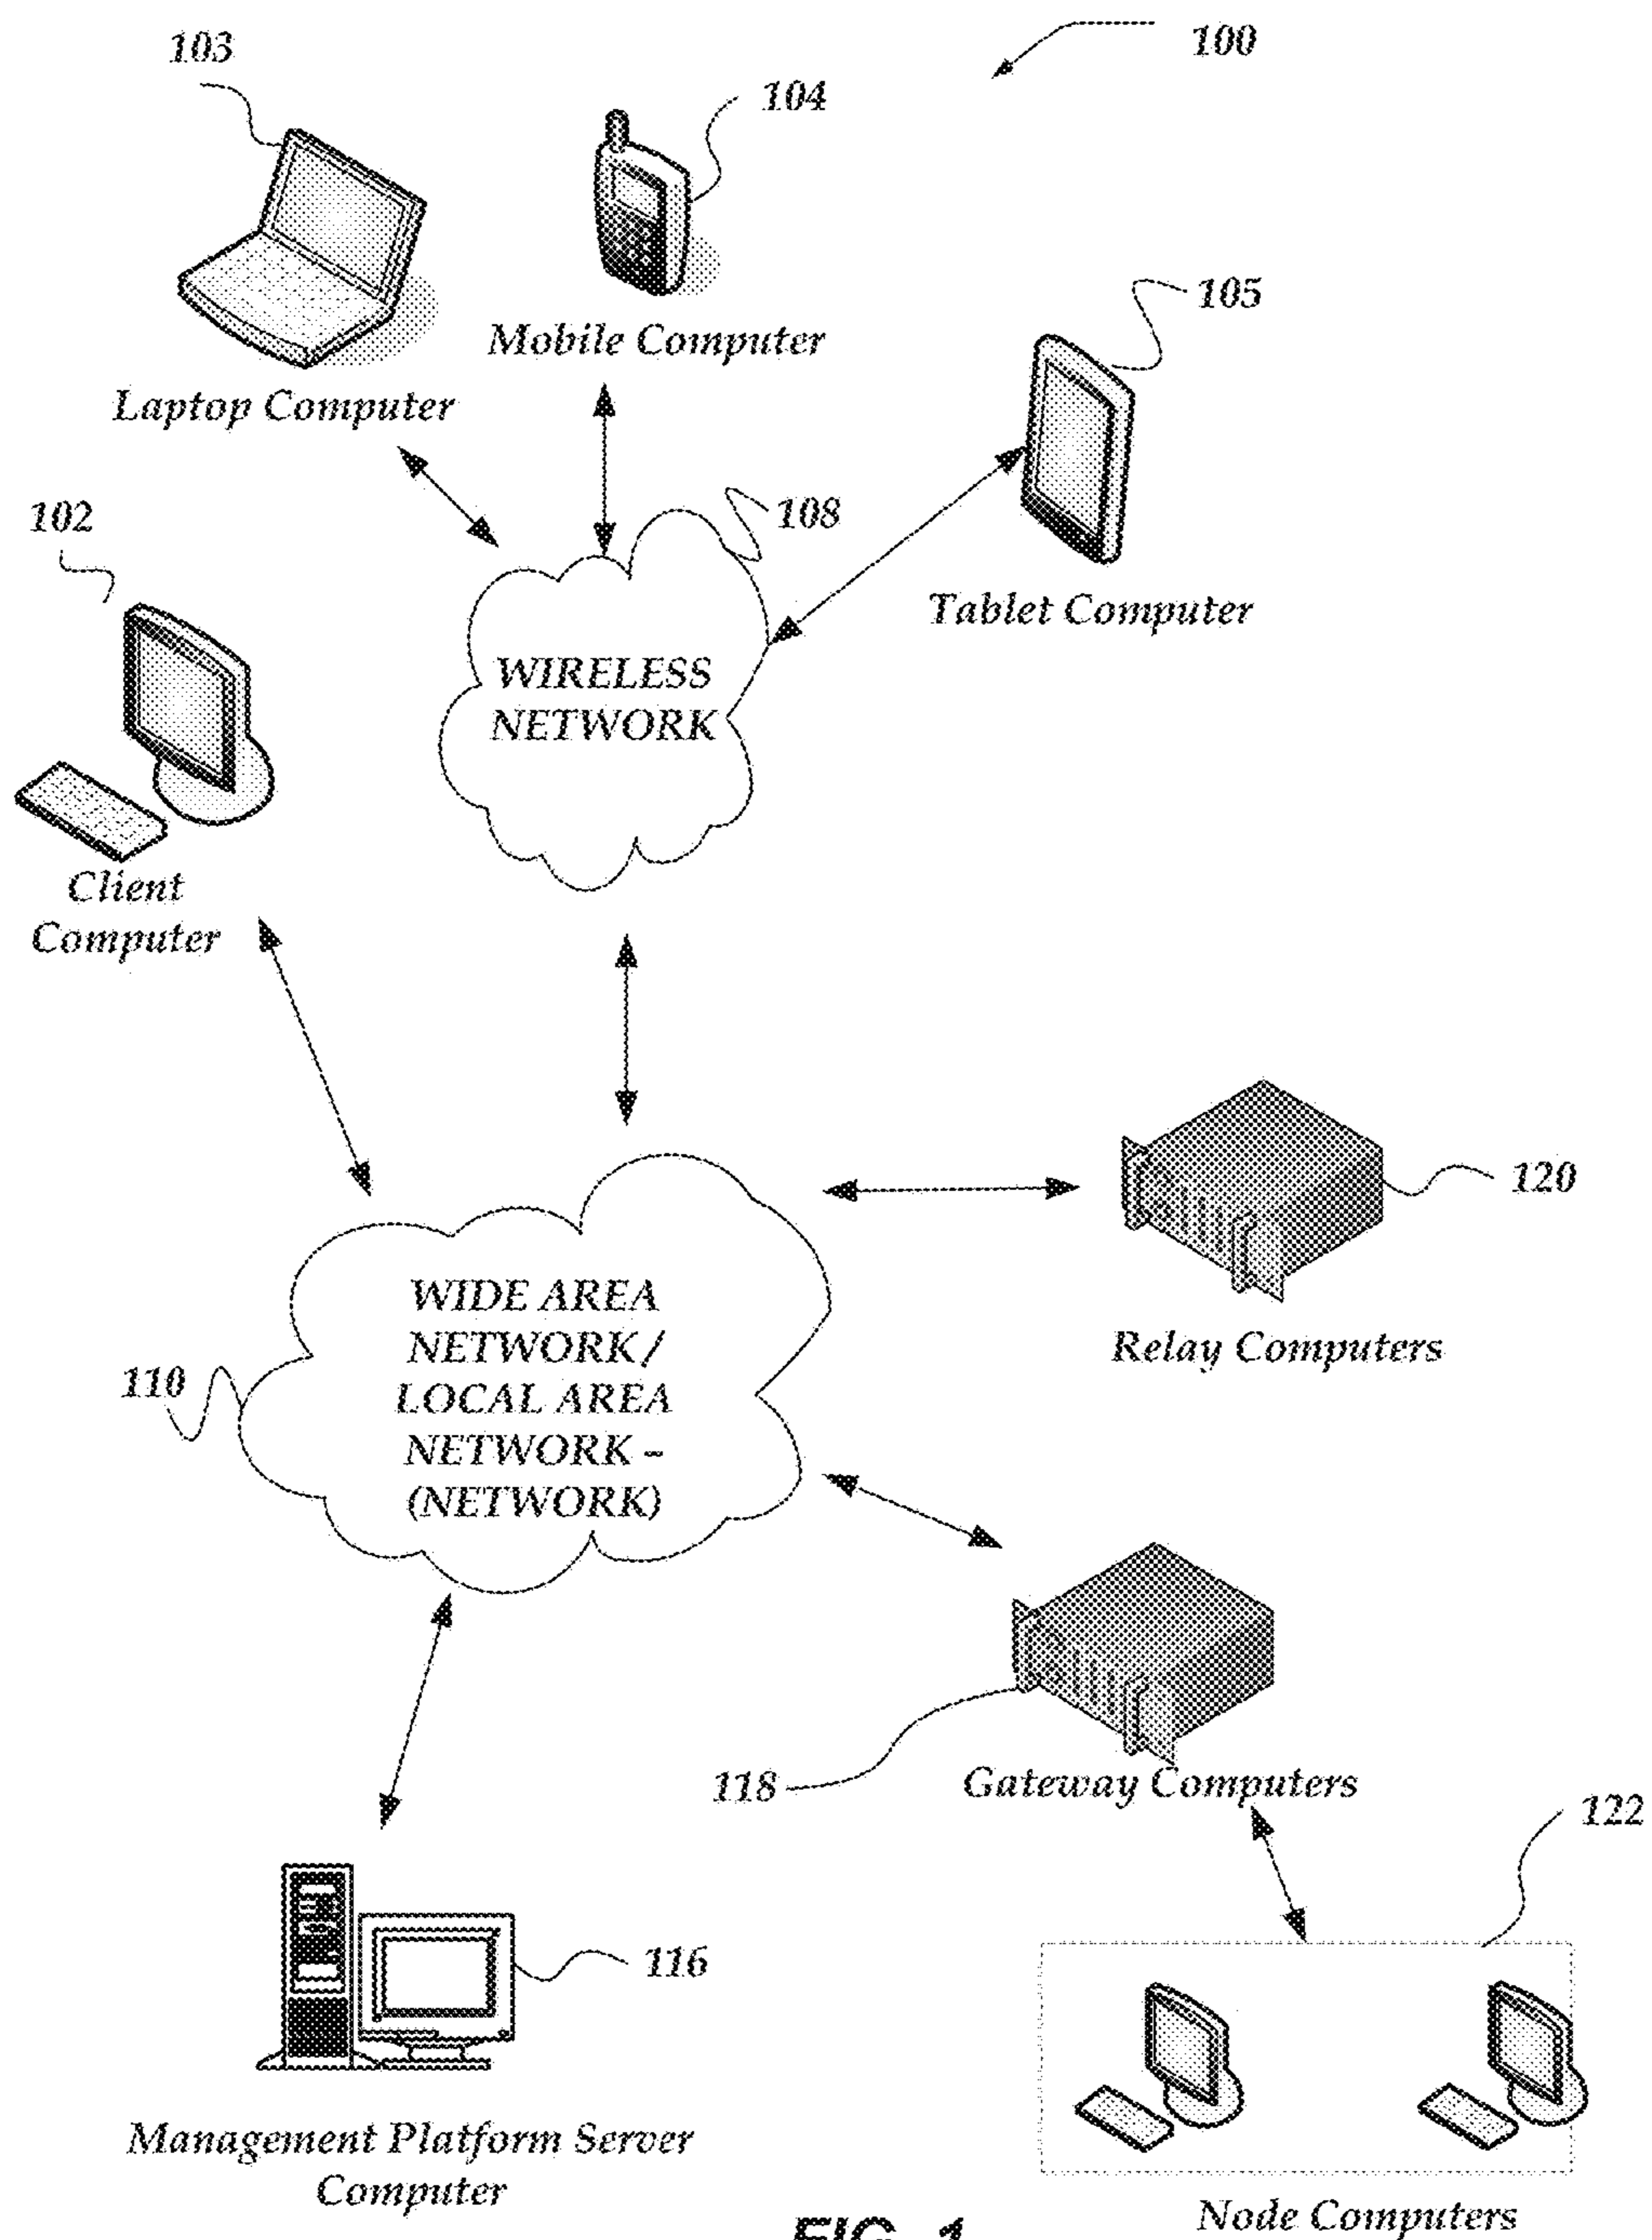 103
100
104
105
Mobile Computer
Laptop Computer
102
108
Tablet Computer
WIRELESS
NETWORK
Client
Computer
120
WIDE AREA
NETWORK /
LOCAL AREA
NETWORK –
(NETWORK)
Relay Computers
110
118
Gateway Computers
122
116
Management Platform Server
Computer
Node Computers
FIG. 1